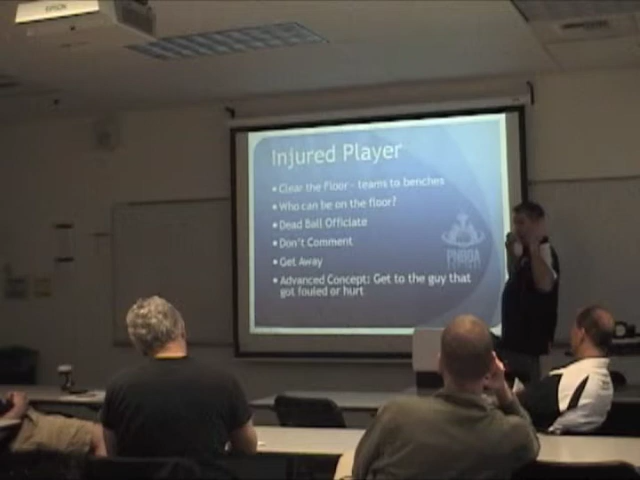 EPSON
Injured Player
• Clear the Floor - teams to benches
• Who can be on the floor?
• Dead Ball Officiate
• Don't Comment
• Get Away
• Advanced Concept: Get to the guy that
got fouled or hurt
PNBOA